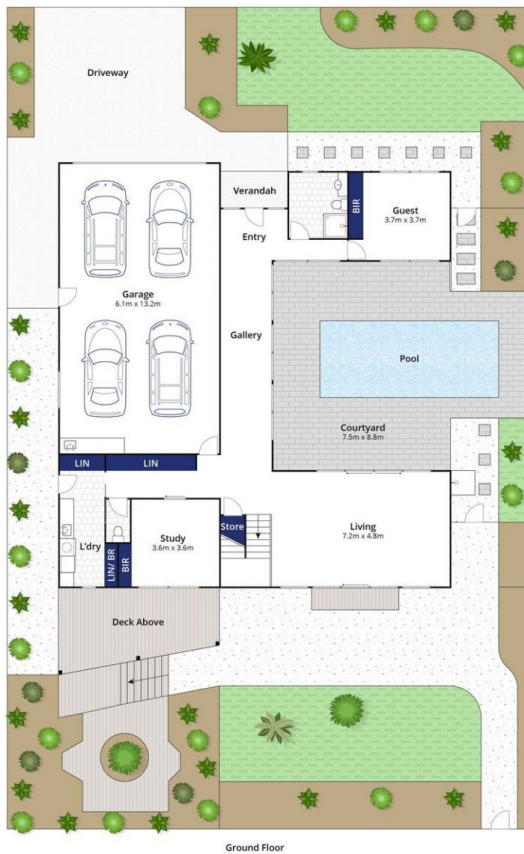 Driveway
Verandah
BIR
Guest
3.7m x 3.7m
Entry
Garage
6.1m x 13.2m
Gallery
Pool
Courtyard
7.5m x 8.8m
LIN
LIN
L'dry
LIN/ BR
BIR
Study
3.6m x 3.6m
Store
Living
7.2m x 4.8m
Deck Above
Ground Floor